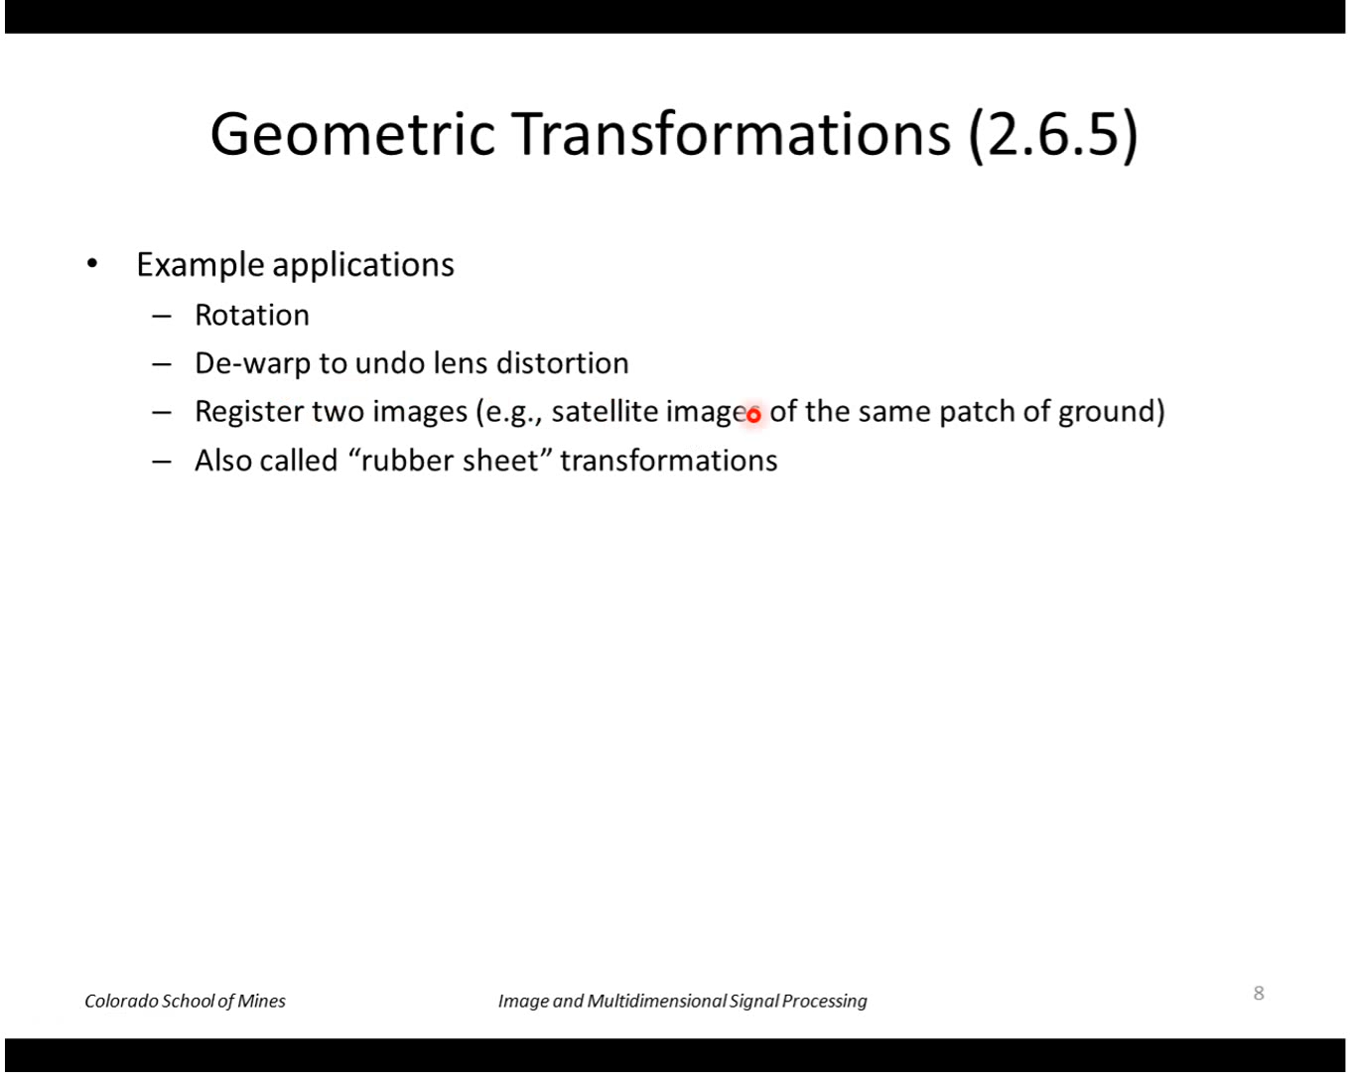 Geometric Transformations (2.6.5)
• Example applications
– Rotation
– De-warp to undo lens distortion
– Register two images (e.g., satellite images of the same patch of ground)
– Also called “rubber sheet” transformations
Colorado School of Mines
Image and Multidimensional Signal Processing
8